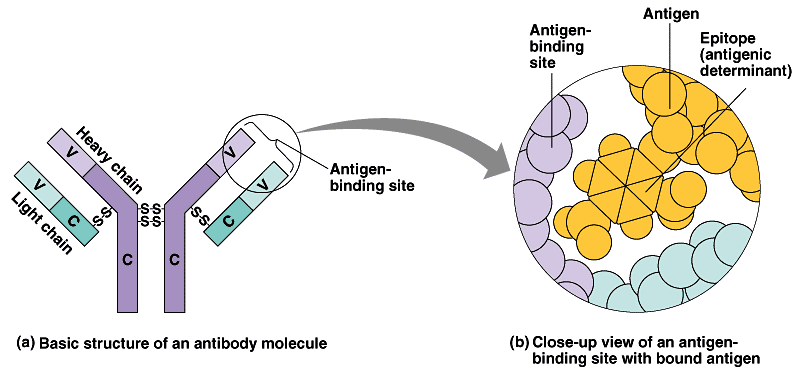 Antigen
Antigen-
binding
site
Epitope
(antigenic
determinant)
Heavy chain
V
V
V
V
Antigen-
binding site
Light chain
C
S
S
S S
S S
S S
C
C
C
(a) Basic structure of an antibody molecule
(b) Close-up view of an antigen-
binding site with bound antigen